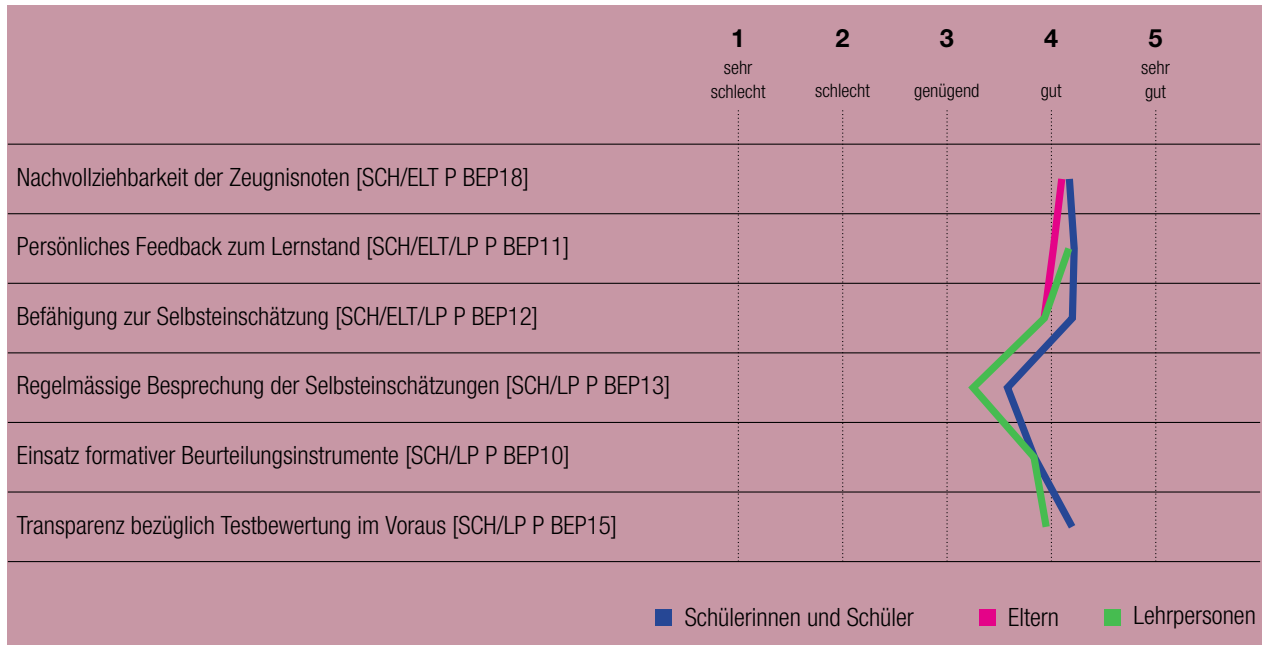 1 2 3 4 5
sehr schlecht schlecht genügend gut sehr gut
Nachvollziehbarkeit der Zeugnisnoten [SCH/ELT P BEP18]
Persönliches Feedback zum Lernstand [SCH/ELT/LP P BEP11]
Befähigung zur Selbsteinschätzung [SCH/ELT/LP P BEP12]
Regelmässige Besprechung der Selbsteinschätzungen [SCH/LP P BEP13]
Einsatz formativer Beurteilungsinstrumente [SCH/LP P BEP10]
Transparenz bezüglich Testbewertung im Voraus [SCH/LP P BEP15]
Schülerinnen und Schüler Eltern Lehrpersonen